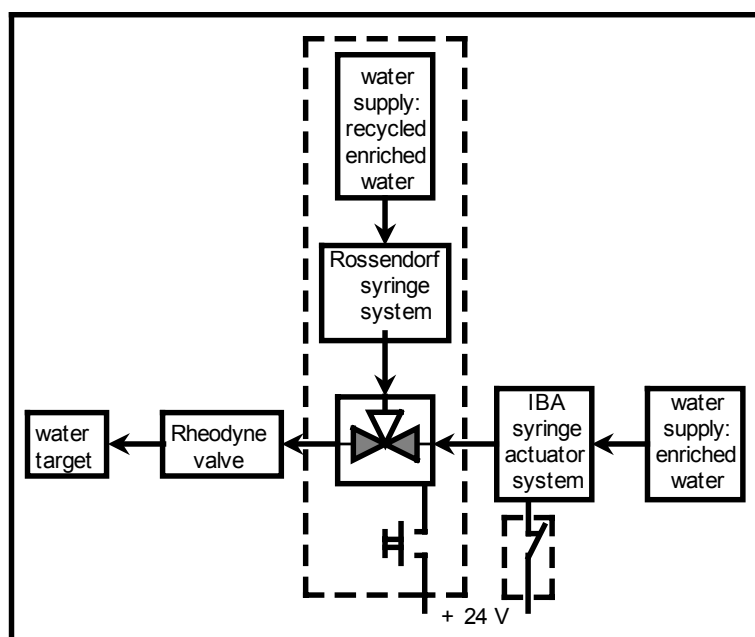 water
supply:
recycled
enriched
water
Rossendorf
syringe
system
water
target
Rheodyne
valve
IBA
syringe
actuator
system
water
supply:
enriched
water
+ 24 V